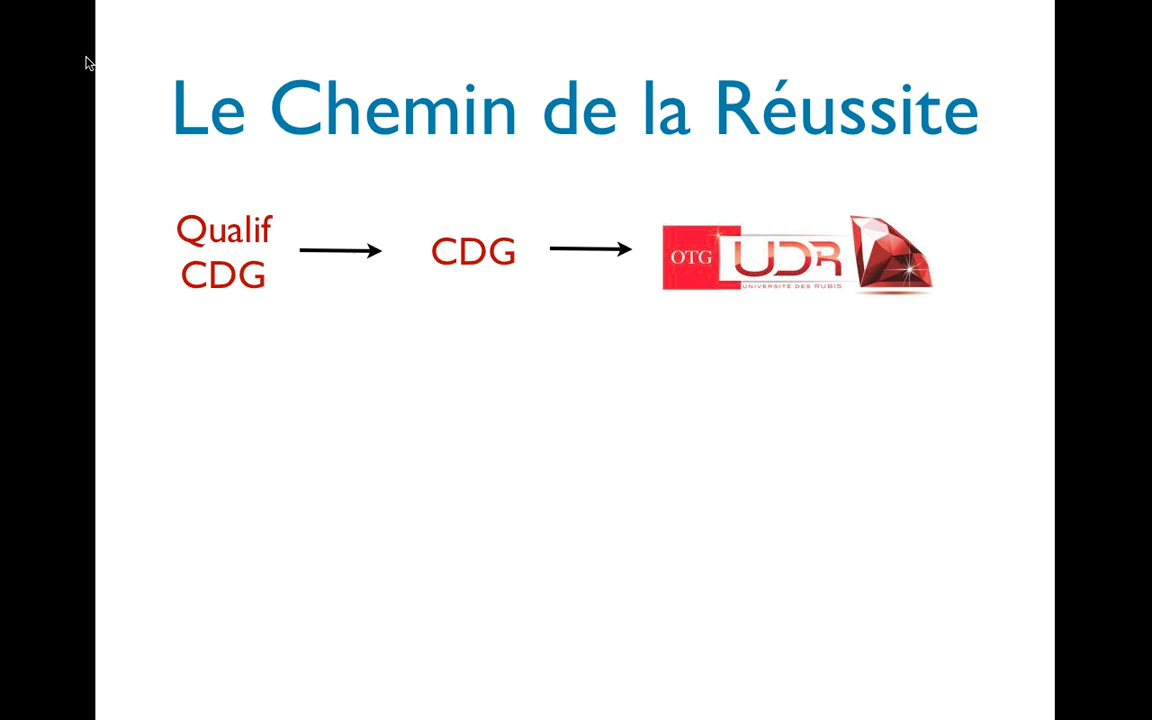 Le Chemin de la Réussite
Qualif
CDG
CDG
OTG
UDR
UNIVERSITÉ DES RUBIS